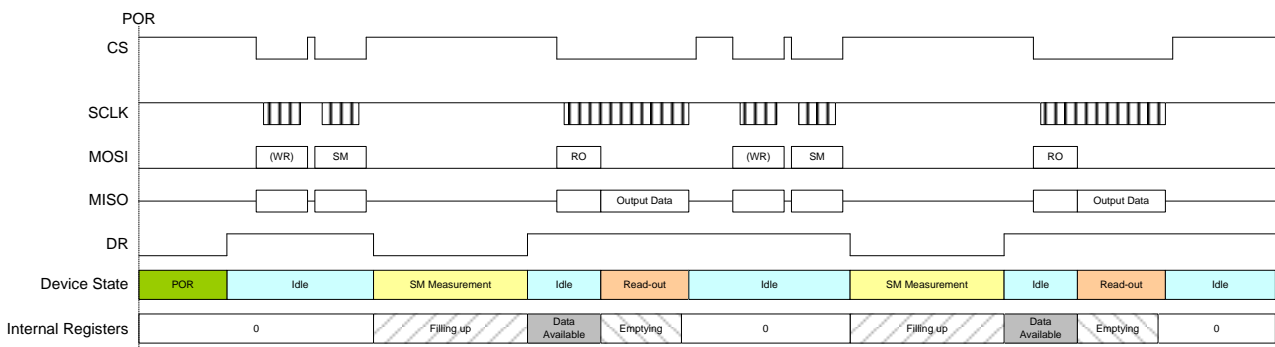 POR
CS
SCLK
MOSI (WR) SM RO (WR) SM RO
MISO Output Data Output Data
DR
Device State POR Idle SM Measurement Idle Read-out Idle SM Measurement Idle Read-out Idle
Internal Registers 0 Filling up Data Available Emptying 0 Filling up Data Available Emptying 0